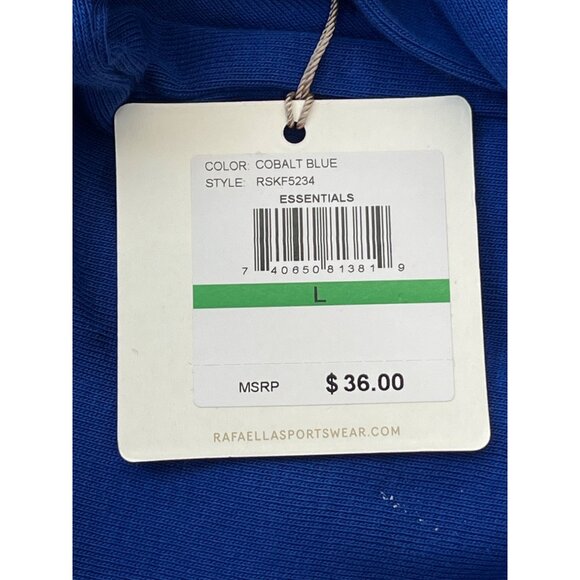 COLOR: COBALT BLUE
STYLE: RSKF5234
ESSENTIALS
7 40650 81381 9
L
MSRP $36.00
RAFAELLASPORTSWEAR.COM